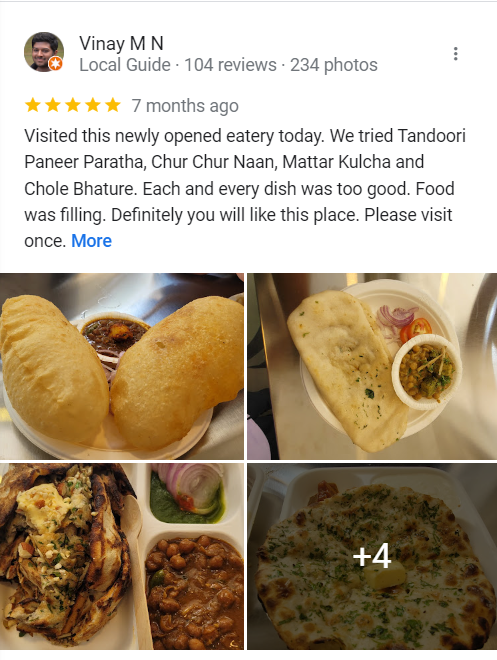 Vinay M N
Local Guide · 104 reviews · 234 photos
7 months ago
Visited this newly opened eatery today. We tried Tandoori
Paneer Paratha, Chur Chur Naan, Mattar Kulcha and
Chole Bhature. Each and every dish was too good. Food
was filling. Definitely you will like this place. Please visit
once. More
+4